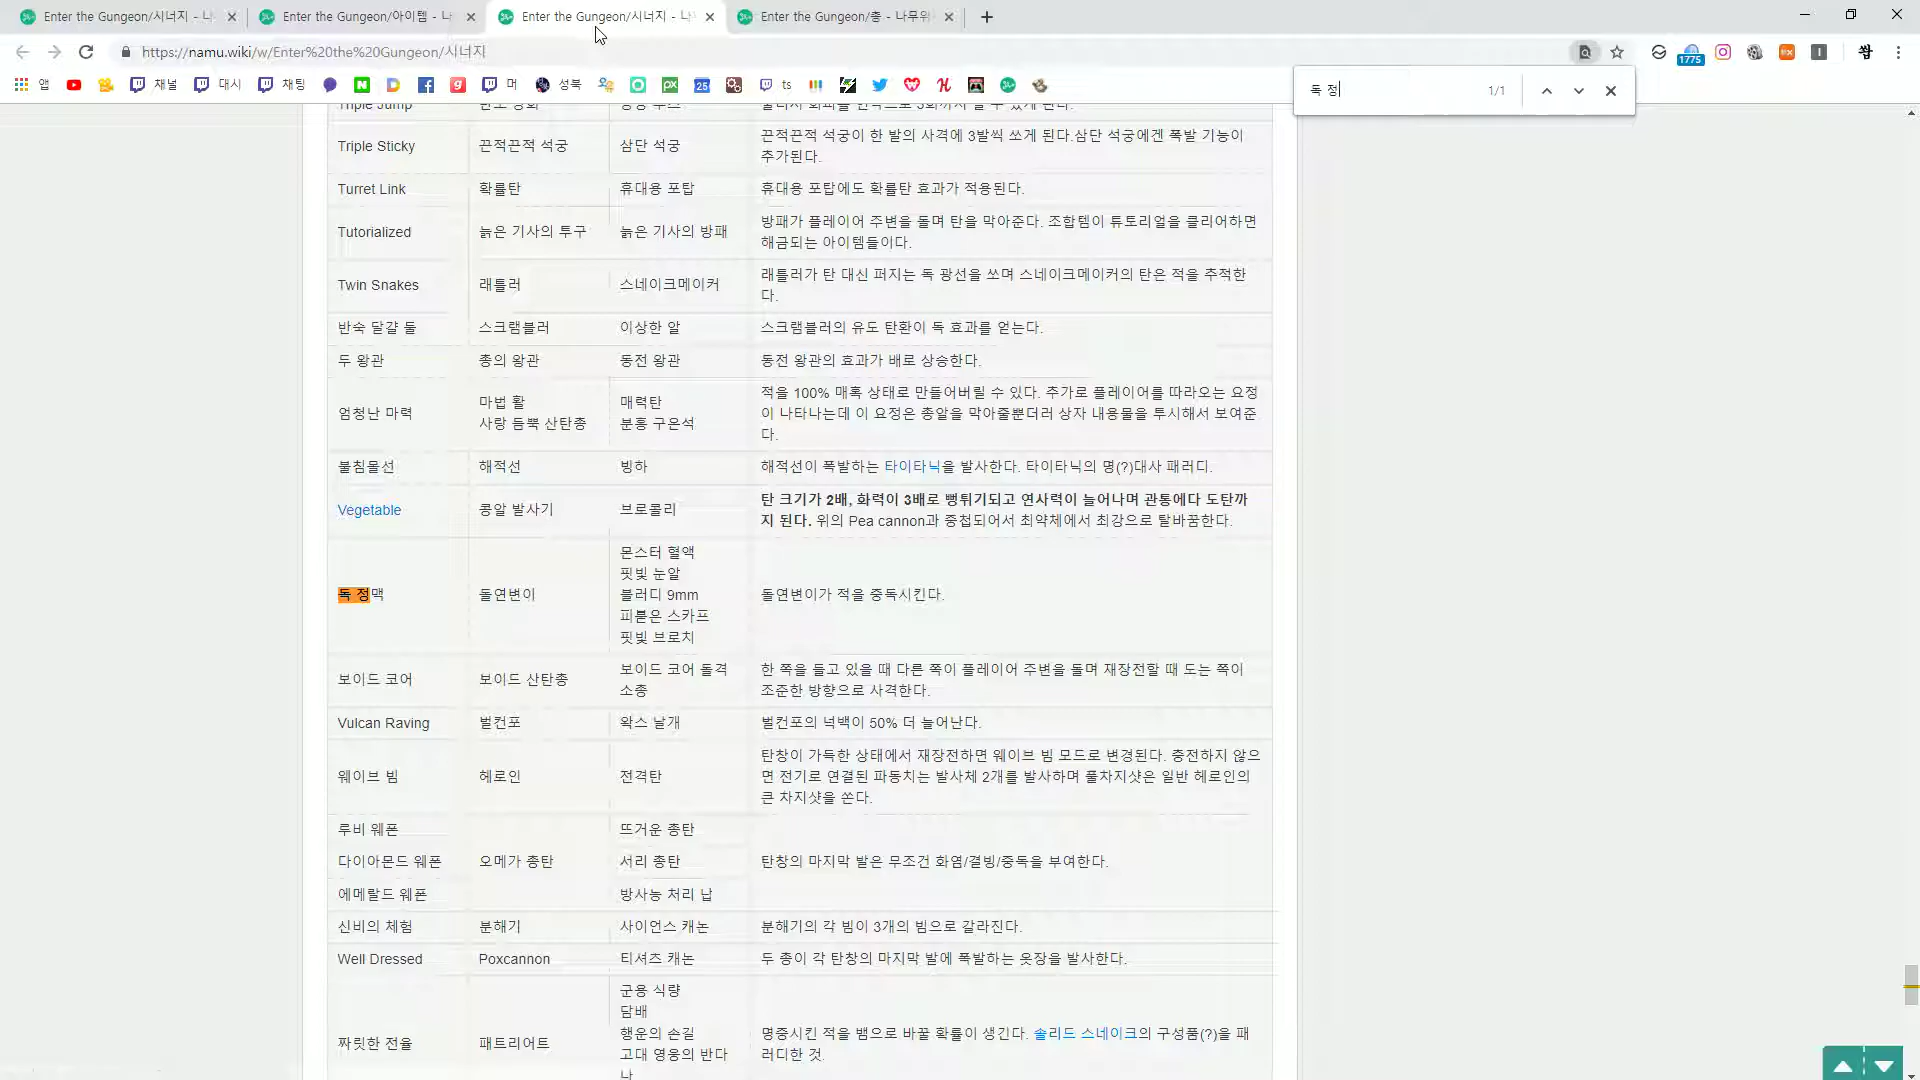 Enter the Gungeon/시너지 - 나
Enter the Gungeon/아이템 - 나
Enter the Gungeon/시너지 - 나
Enter the Gungeon/총 - 나무위
https://namu.wiki/w/Enter%20the%20Gungeon/시너지
1775
앱 채널 대시 채팅 머 성북 25 ts
독 정 1/1
Triple Jump
Triple Sticky 끈적끈적 석궁 삼단 석궁 끈적끈적 석궁이 한 발의 사격에 3발씩 쏘게 된다.삼단 석궁에겐 폭발 기능이
추가된다.
Turret Link 확률탄 휴대용 포탑 휴대용 포탑에도 확률탄 효과가 적용된다.
Tutorialized 늙은 기사의 투구 늙은 기사의 방패 방패가 플레이어 주변을 돌며 탄을 막아준다. 조합템이 튜토리얼을 클리어하면
해금되는 아이템들이다.
Twin Snakes 래틀러 스네이크메이커 래틀러가 탄 대신 퍼지는 독 광선을 쏘며 스네이크메이커의 탄은 적을 추적한
다.
반숙 달걀 둘 스크램블러 이상한 알 스크램블러의 유도 탄환이 독 효과를 얻는다.
두 왕관 총의 왕관 동전 왕관 동전 왕관의 효과가 배로 상승한다.
엄청난 마력 마법 활 매력탄 적을 100% 매혹 상태로 만들어버릴 수 있다. 추가로 플레이어를 따라오는 요정
사랑 듬뿍 산탄총 분홍 구온석 이 나타나는데 이 요정은 총알을 막아줄뿐더러 상자 내용물을 투시해서 보여준
다.
불침몰선 해적선 빙하 해적선이 폭발하는 타이타닉을 발사한다. 타이타닉의 명(?)대사 패러디.
Vegetable 콩알 발사기 브로콜리 탄 크기가 2배, 화력이 3배로 뻥튀기되고 연사력이 늘어나며 관통에다 도탄까
지 된다. 위의 Pea cannon과 중첩되어서 최약체에서 최강으로 탈바꿈한다.
몬스터 혈액
핏빛 눈알
독 정맥 돌연변이 블러디 9mm 돌연변이가 적을 중독시킨다.
피붙은 스카프
핏빛 브로치
보이드 코어 보이드 산탄총 보이드 코어 돌격 한 쪽을 들고 있을 때 다른 쪽이 플레이어 주변을 돌며 재장전할 때 도는 쪽이
소총 조준한 방향으로 사격한다.
Vulcan Raving 벌컨포 왁스 날개 벌컨포의 넉백이 50% 더 늘어난다.
웨이브 빔 헤로인 전격탄 탄창이 가득한 상태에서 재장전하면 웨이브 빔 모드로 변경된다. 충전하지 않으
면 전기로 연결된 파동치는 발사체 2개를 발사하며 풀차지샷은 일반 헤로인의
큰 차지샷을 쏜다.
루비 웨폰 뜨거운 총탄
다이아몬드 웨폰 오메가 총탄 서리 총탄 탄창의 마지막 발은 무조건 화염/결빙/중독을 부여한다.
에메랄드 웨폰 방사능 처리 납
신비의 체험 분해기 사이언스 캐논 분해기의 각 빔이 3개의 빔으로 갈라진다.
Well Dressed Poxcannon 티셔츠 캐논 두 총이 각 탄창의 마지막 발에 폭발하는 옷장을 발사한다.
군용 식량
담배
짜릿한 전율 패트리어트 행운의 손길 명중시킨 적을 뱀으로 바꿀 확률이 생긴다. 솔리드 스네이크의 구성품(?)을 패
고대 영웅의 반다 러디한 것.
나